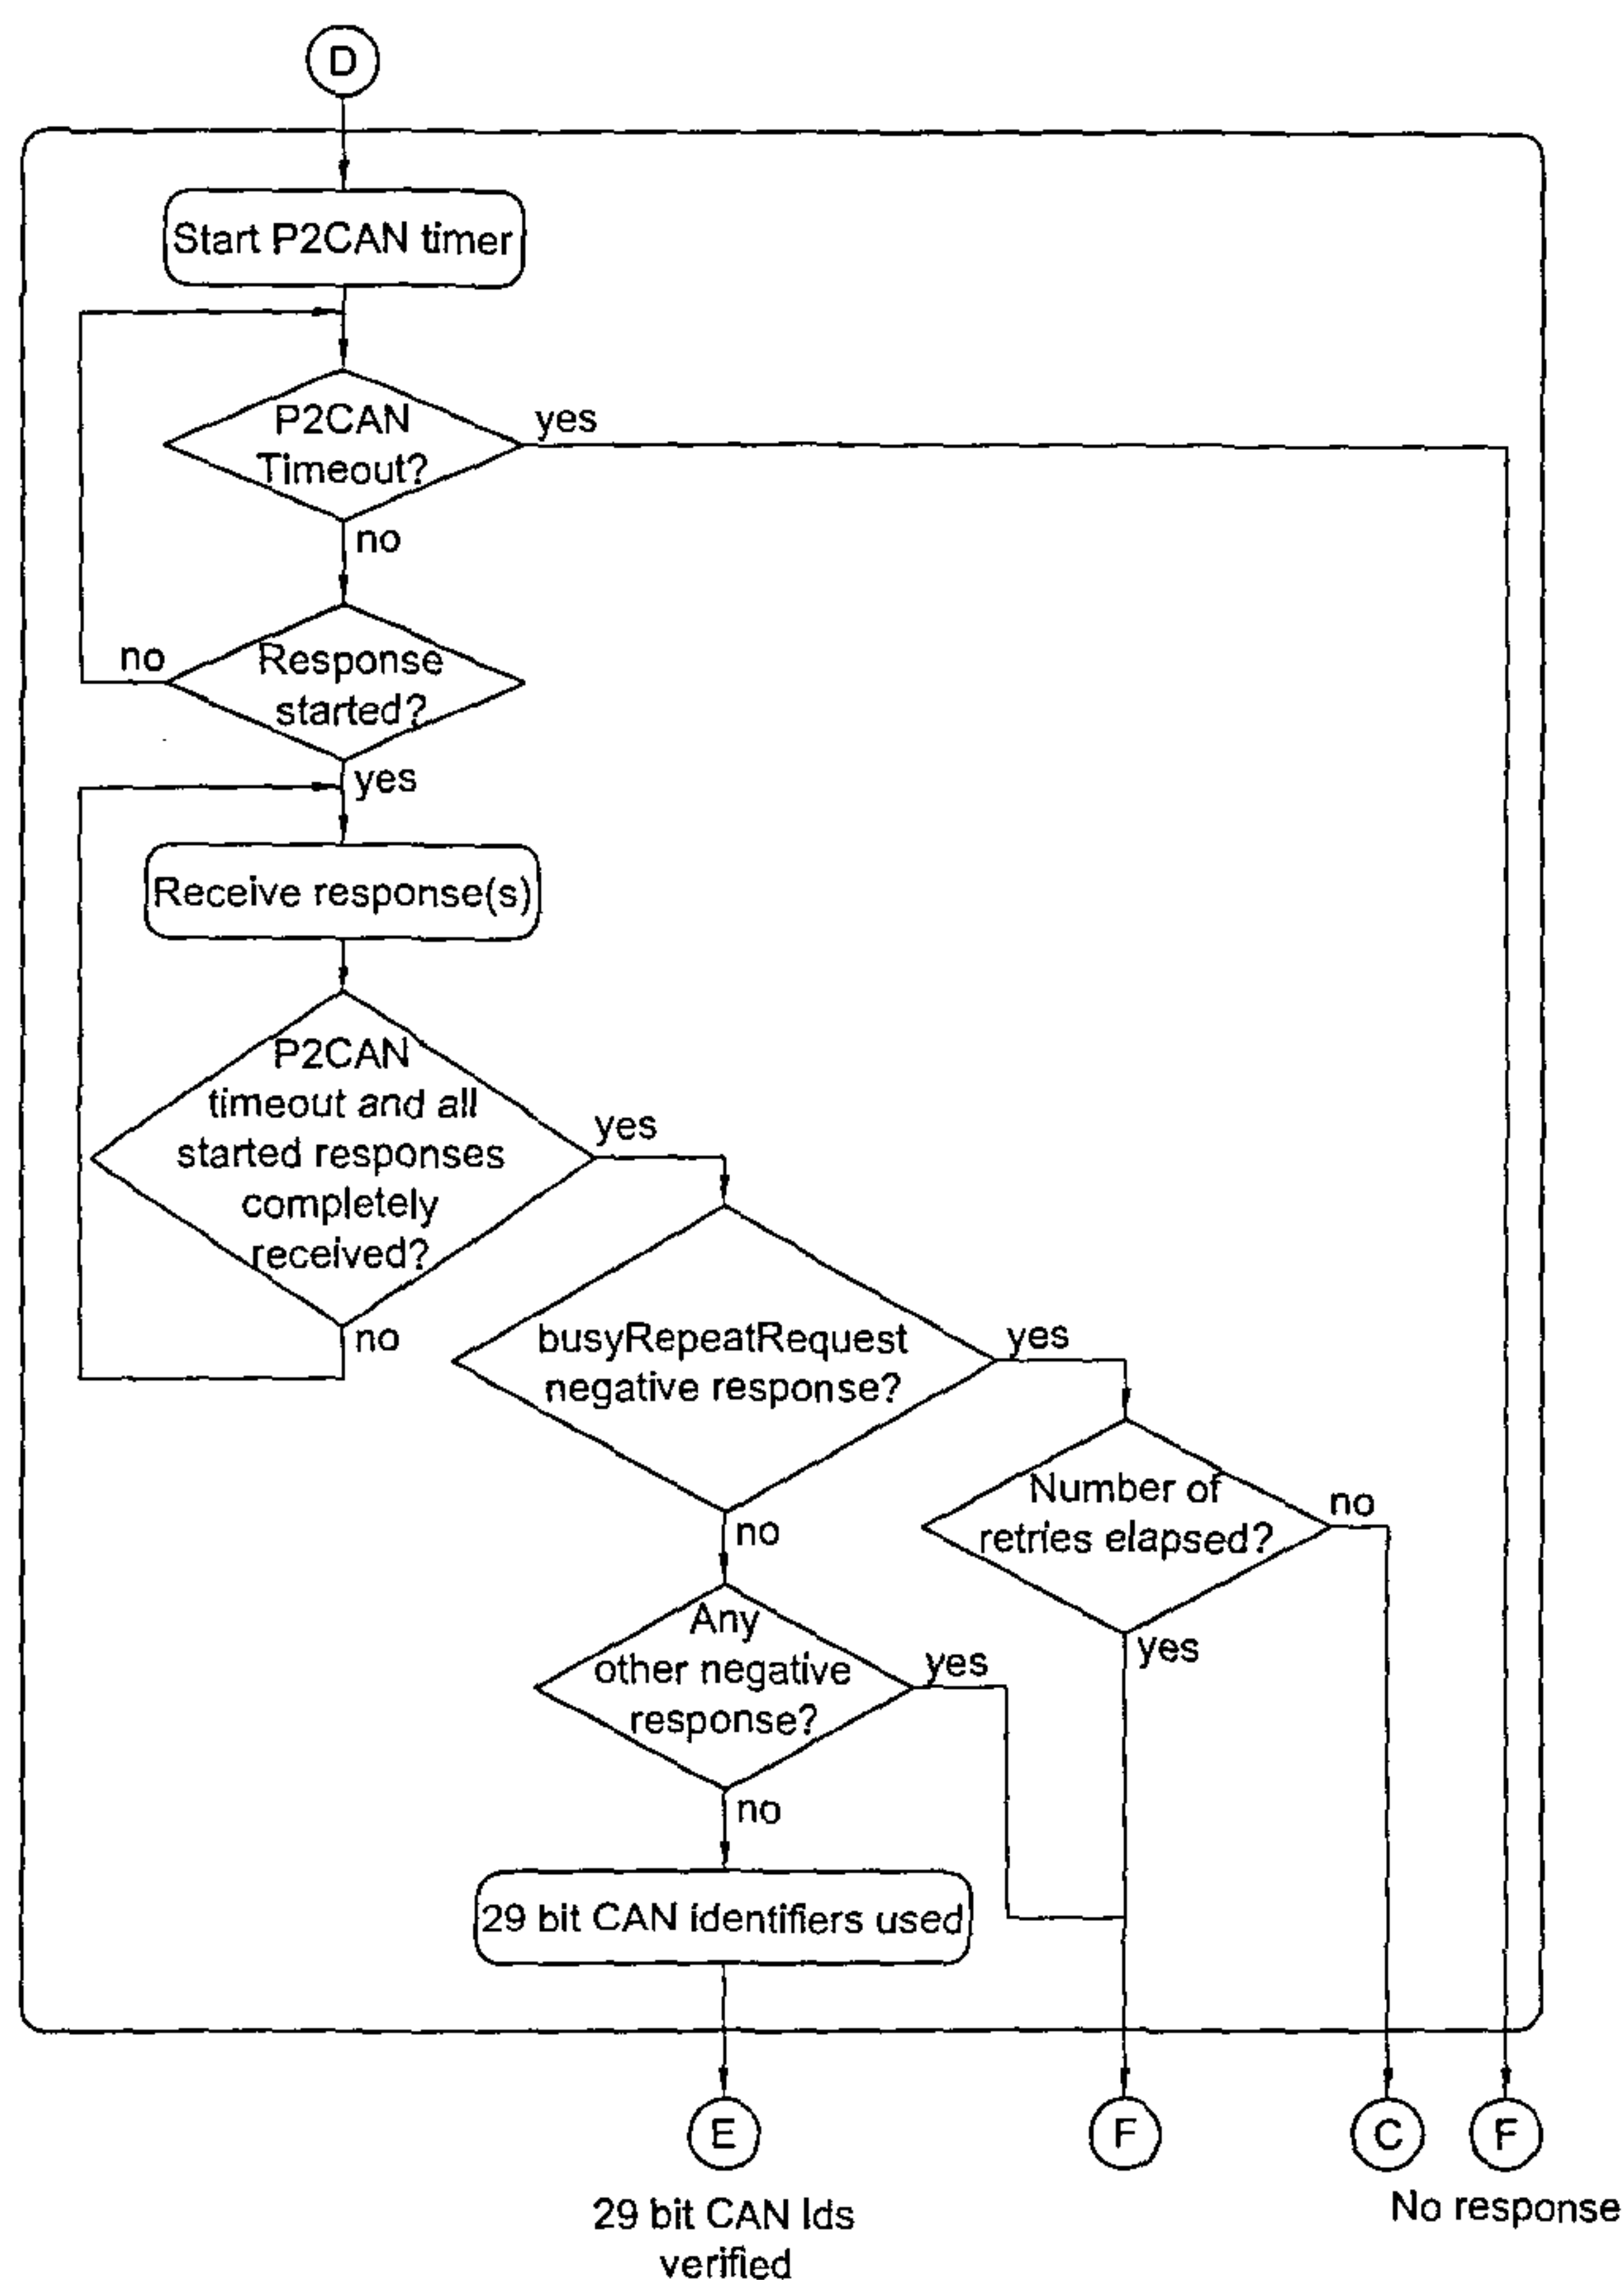 D
Start P2CAN timer
P2CAN
Timeout?
yes
no
Response
started?
no
yes
Receive response(s)
P2CAN
timeout and all
started responses
completely
received?
yes
no
busyRepeatRequest
negative response?
yes
no
Number of
retries elapsed?
no
yes
Any
other negative
response?
yes
no
29 bit CAN identifiers used
E
F
C
F
29 bit CAN Ids
verified
No response